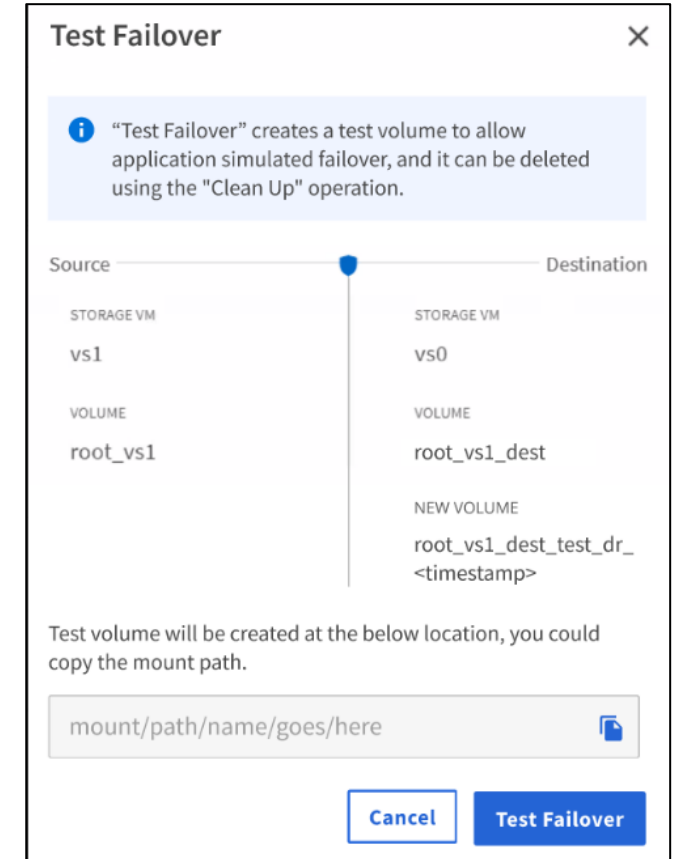 Test Failover
“Test Failover” creates a test volume to allow
application simulated failover, and it can be deleted
using the "Clean Up" operation.
Source
Destination
STORAGE VM
vs1
VOLUME
root_vs1
STORAGE VM
vs0
VOLUME
root_vs1_dest
NEW VOLUME
root_vs1_dest_test_dr_
<timestamp>
Test volume will be created at the below location, you could
copy the mount path.
mount/path/name/goes/here
Cancel
Test Failover